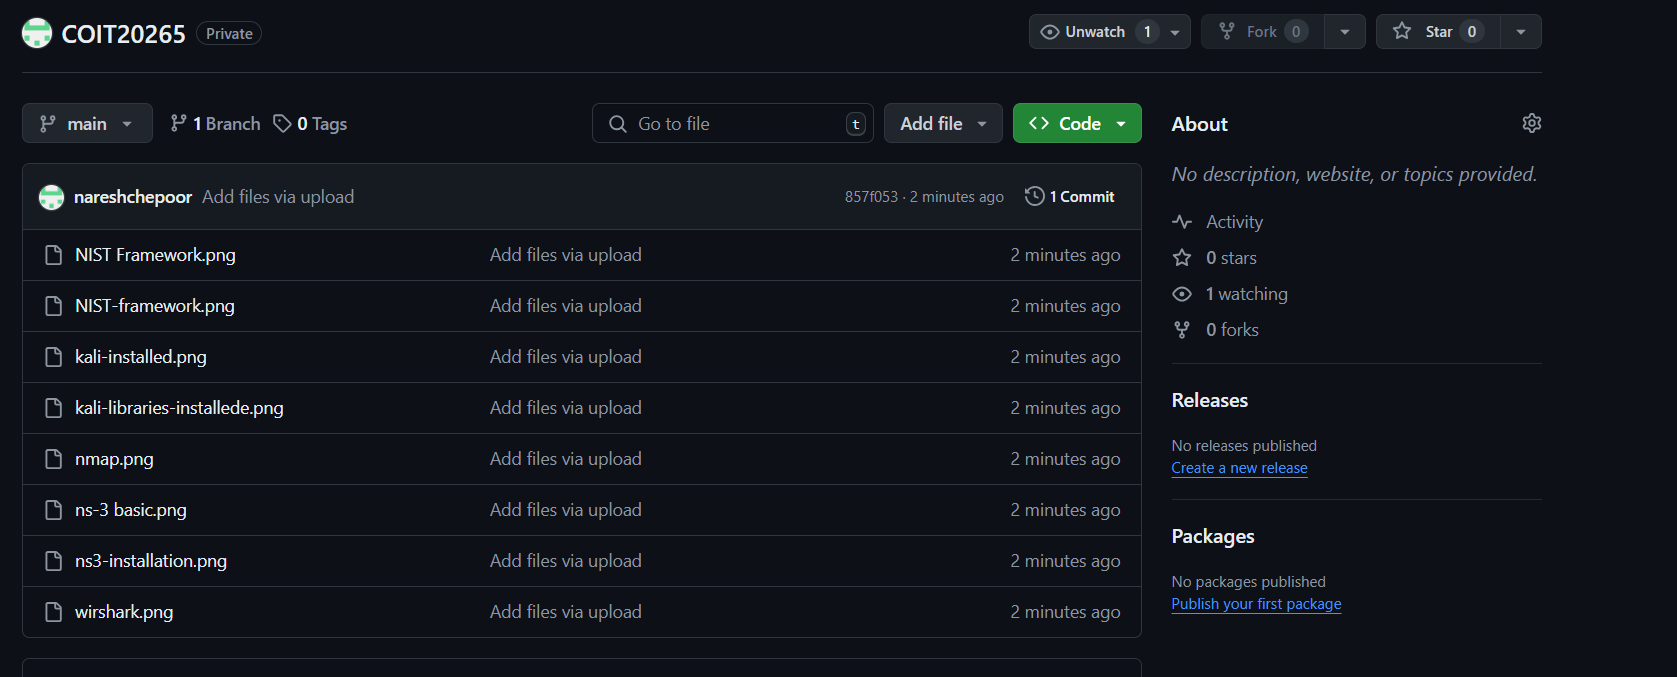 COIT20265 Private Unwatch 1 Fork 0 Star 0
main 1 Branch 0 Tags Go to file t Add file Code
nareshchepoor Add files via upload 857f053 · 2 minutes ago 1 Commit
NIST Framework.png Add files via upload 2 minutes ago
NIST-framework.png Add files via upload 2 minutes ago
kali-installed.png Add files via upload 2 minutes ago
kali-libraries-installede.png Add files via upload 2 minutes ago
nmap.png Add files via upload 2 minutes ago
ns-3 basic.png Add files via upload 2 minutes ago
ns3-installation.png Add files via upload 2 minutes ago
wirshark.png Add files via upload 2 minutes ago
About
No description, website, or topics provided.
Activity
0 stars
1 watching
0 forks
Releases
No releases published
Create a new release
Packages
No packages published
Publish your first package